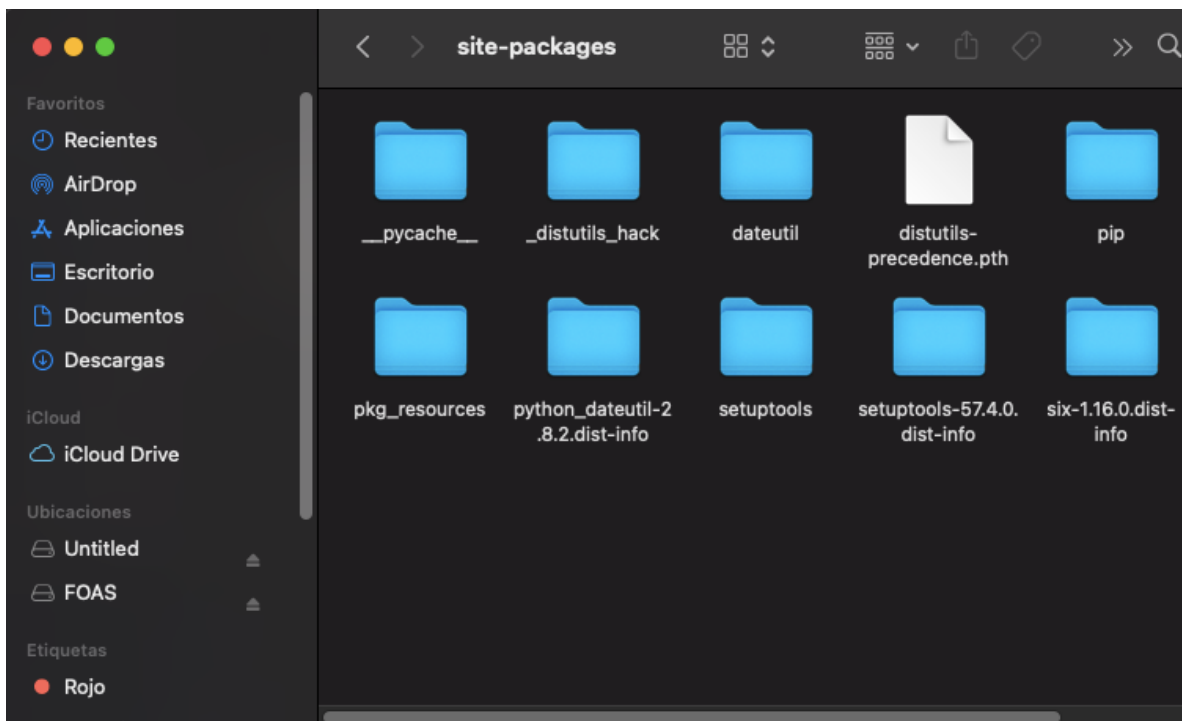 site-packages
Favoritos
Recientes
AirDrop
Aplicaciones
Escritorio
Documentos
Descargas
iCloud
iCloud Drive
Ubicaciones
Untitled
FOAS
Etiquetas
Rojo
__pycache__
_distutils_hack
dateutil
distutils-
precedence.pth
pip
pkg_resources
python_dateutil-2
.8.2.dist-info
setuptools
setuptools-57.4.0.
dist-info
six-1.16.0.dist-
info